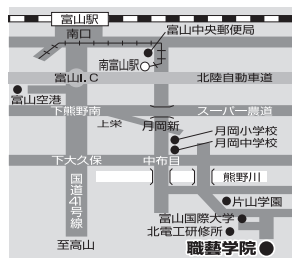 富山駅
南口
富山中央郵便局
南富山駅
富山I.C
北陸自動車道
富山空港
下熊野南
スーパー農道
上栄
月岡新
月岡小学校
月岡中学校
下大久保
中布目
国道41号線
熊野川
片山学園
富山国際大学
北電工研修所
至高山
職藝学院